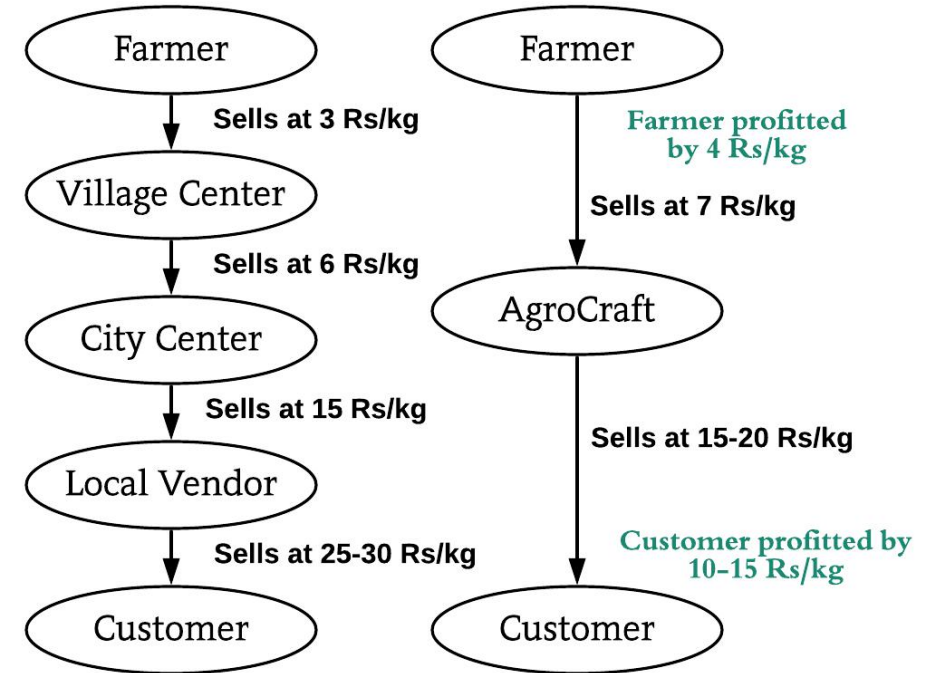 Farmer
Sells at 3 Rs/kg
Village Center
Sells at 6 Rs/kg
City Center
Sells at 15 Rs/kg
Local Vendor
Sells at 25-30 Rs/kg
Customer
Farmer
Farmer profitted
by 4 Rs/kg
Sells at 7 Rs/kg
AgroCraft
Sells at 15-20 Rs/kg
Customer profitted by
10-15 Rs/kg
Customer